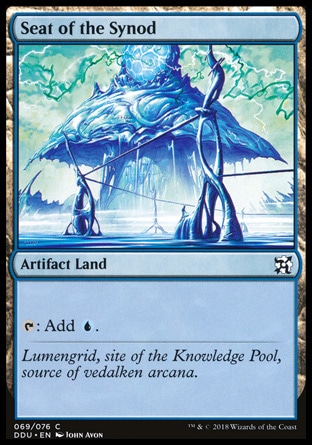 Seat of the Synod
Artifact Land
: Add .
Lumengrid, site of the Knowledge Pool,
source of vedalken arcana.
069/076 C
DDU • EN JOHN AVON
™ & © 2018 Wizards of the Coast